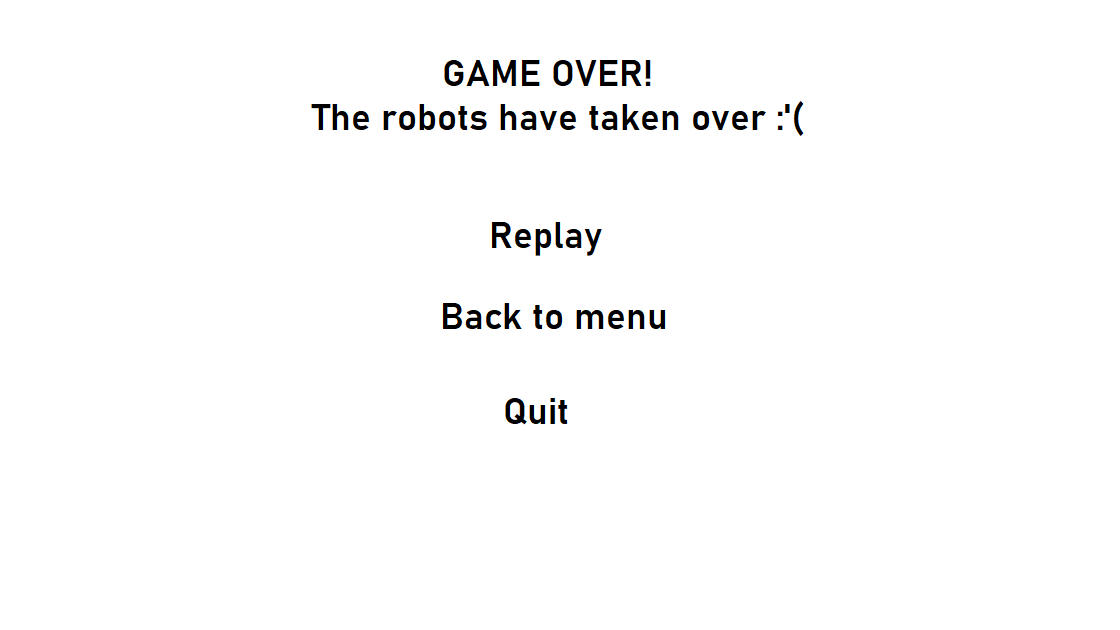 GAME OVER!
The robots have taken over :'(
Replay
Back to menu
Quit